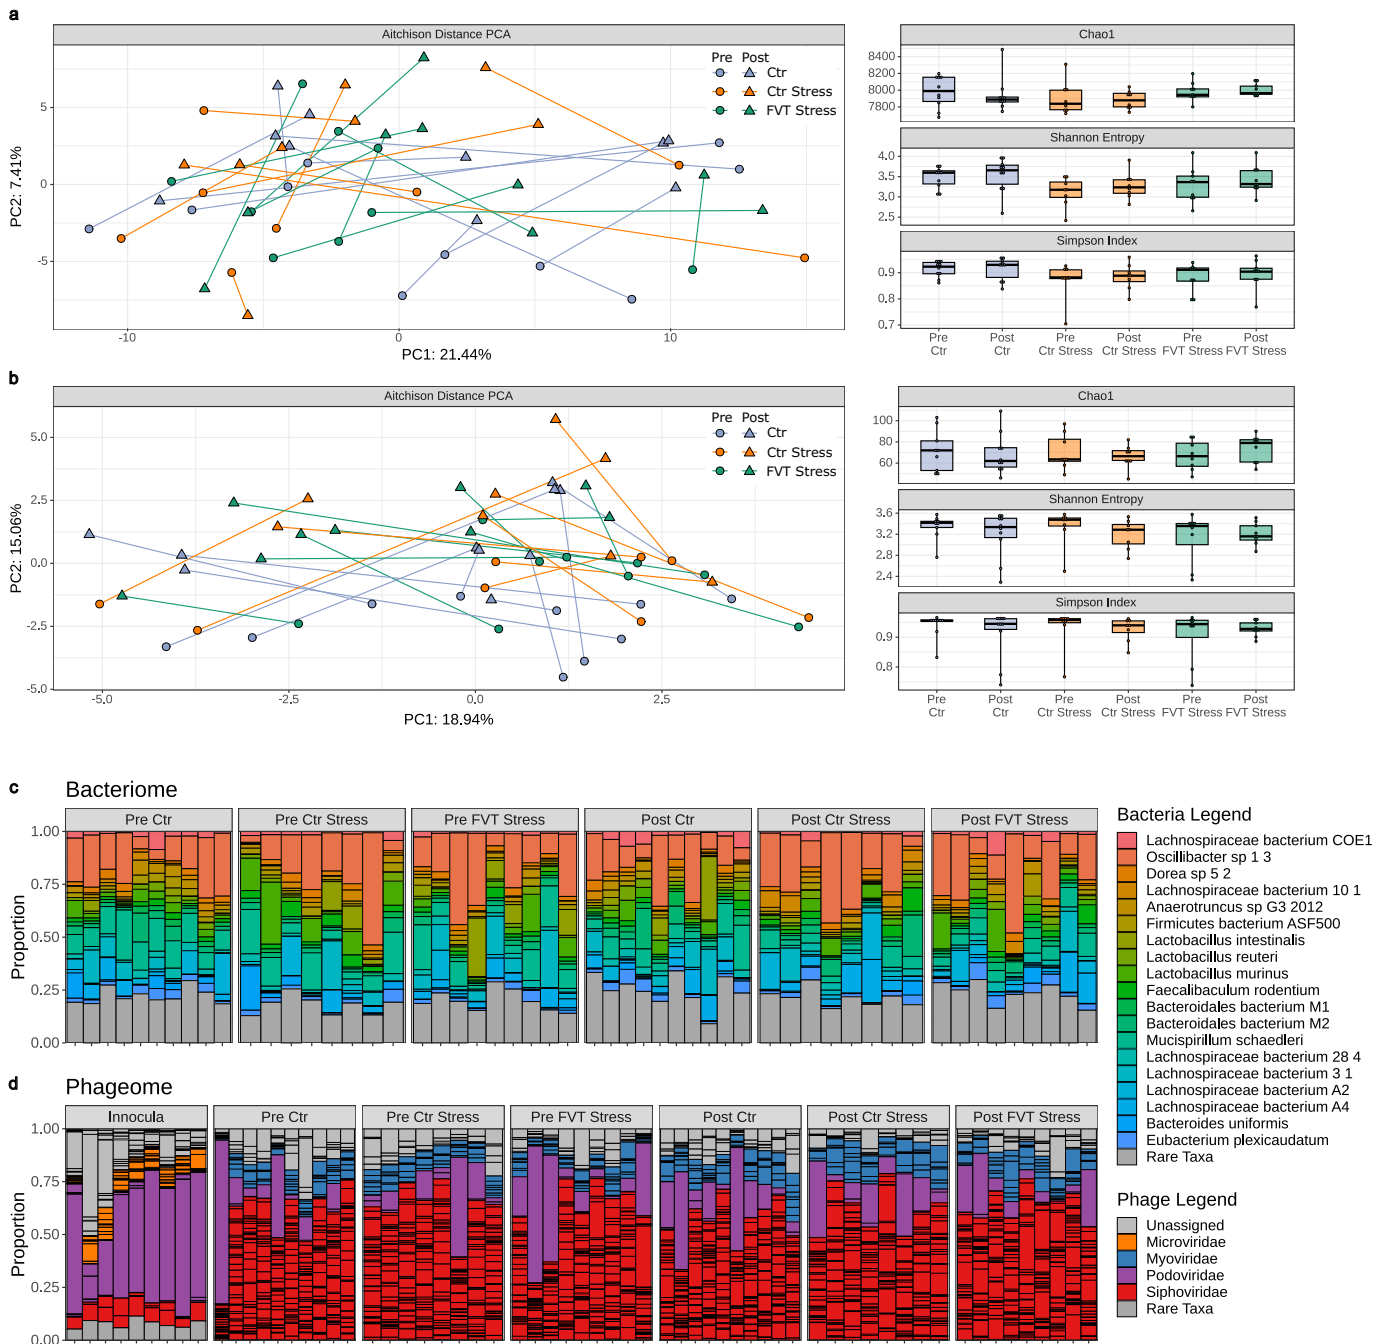 a
Aitchison Distance PCA
Pre Post
Ctr
Ctr Stress
FVT Stress
5
0
-5
PC2: 7.41%
-10
0
10
PC1: 21.44%
Chao1
8400
8200
8000
7800
Shannon Entropy
4.0
3.5
3.0
2.5
Simpson Index
0.9
0.8
0.7
Pre Post Pre Post Pre Post
Ctr Ctr Ctr Stress Ctr Stress FVT Stress FVT Stress
b
Aitchison Distance PCA
Pre Post
Ctr
Ctr Stress
FVT Stress
5.0
2.5
0.0
-2.5
-5.0
PC2: 15.06%
-5.0
-2.5
0.0
2.5
PC1: 18.94%
Chao1
100
80
60
Shannon Entropy
3.6
3.2
2.8
2.4
Simpson Index
0.9
0.8
Pre Post Pre Post Pre Post
Ctr Ctr Ctr Stress Ctr Stress FVT Stress FVT Stress
c
Bacteriome
Pre Ctr
Pre Ctr Stress
Pre FVT Stress
Post Ctr
Post Ctr Stress
Post FVT Stress
1.00
0.75
0.50
0.25
0.00
Proportion
Bacteria Legend
Lachnospiraceae bacterium COE1
Oscillibacter sp 1 3
Dorea sp 5 2
Lachnospiraceae bacterium 10 1
Anaerotruncus sp G3 2012
Firmicutes bacterium ASF500
Lactobacillus intestinalis
Lactobacillus reuteri
Lactobacillus murinus
Faecalibaculum rodentium
Bacteroidales bacterium M1
Bacteroidales bacterium M2
Mucispirillum schaedleri
Lachnospiraceae bacterium 28 4
Lachnospiraceae bacterium 3 1
Lachnospiraceae bacterium A2
Lachnospiraceae bacterium A4
Bacteroides uniformis
Eubacterium plexicaudatum
Rare Taxa
d
Phageome
Innocula
Pre Ctr
Pre Ctr Stress
Pre FVT Stress
Post Ctr
Post Ctr Stress
Post FVT Stress
1.00
0.75
0.50
0.25
0.00
Proportion
Phage Legend
Unassigned
Microviridae
Myoviridae
Podoviridae
Siphoviridae
Rare Taxa